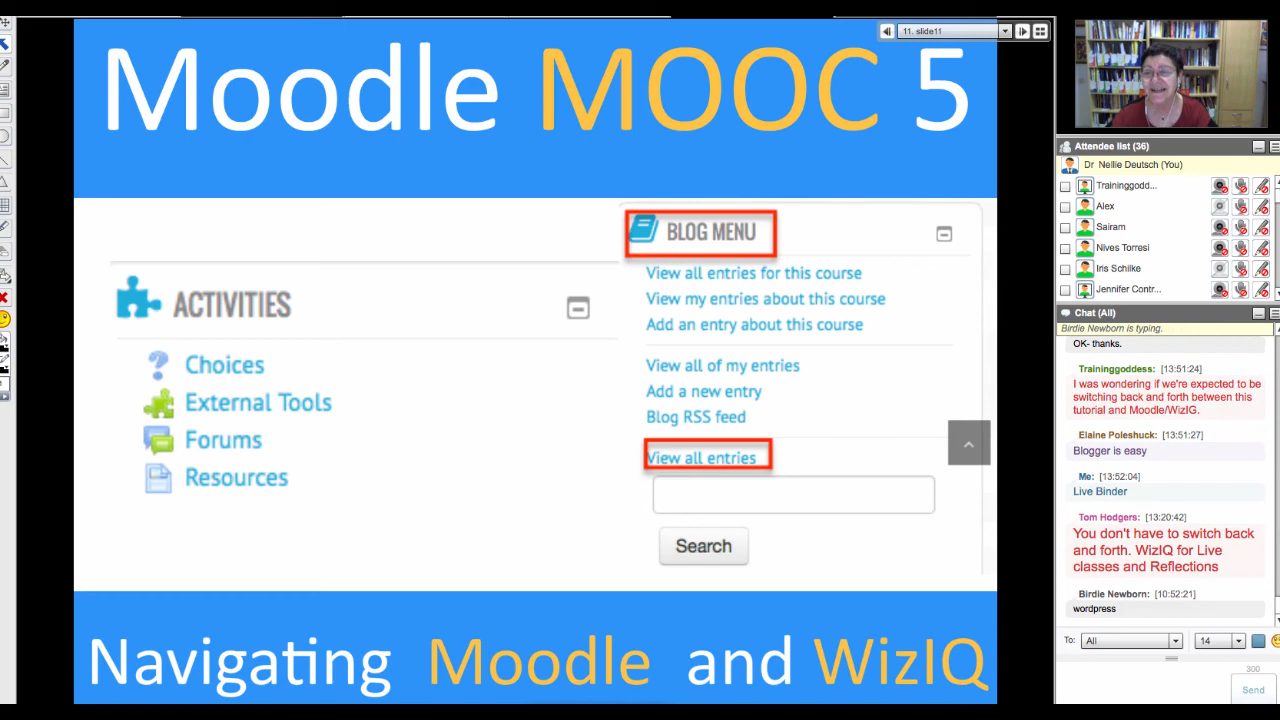 11. slide11
Moodle MOOC 5
BLOG MENU
View all entries for this course
View my entries about this course
Add an entry about this course
View all of my entries
Add a new entry
Blog RSS feed
View all entries
Search
ACTIVITIES
Choices
External Tools
Forums
Resources
Navigating Moodle and WizIQ
Attendee list (36)
Dr Nellie Deutsch (You)
Traininggodd...
Alex
Sairam
Nives Torresi
Iris Schilke
Jennifer Contr...
Chat (All)
Birdie Newborn is typing.
OK- thanks.
Traininggoddess: [13:51:24]
I was wondering if we're expected to be
switching back and forth between this
tutorial and Moodle/WizIG.
Elaine Poleshuck: [13:51:27]
Blogger is easy
Me: [13:52:04]
Live Binder
Tom Hodgers: [13:20:42]
You don't have to switch back
and forth. WizIQ for Live
classes and Reflections
Birdie Newborn: [10:52:21]
wordpress
To: All 14
300
Send